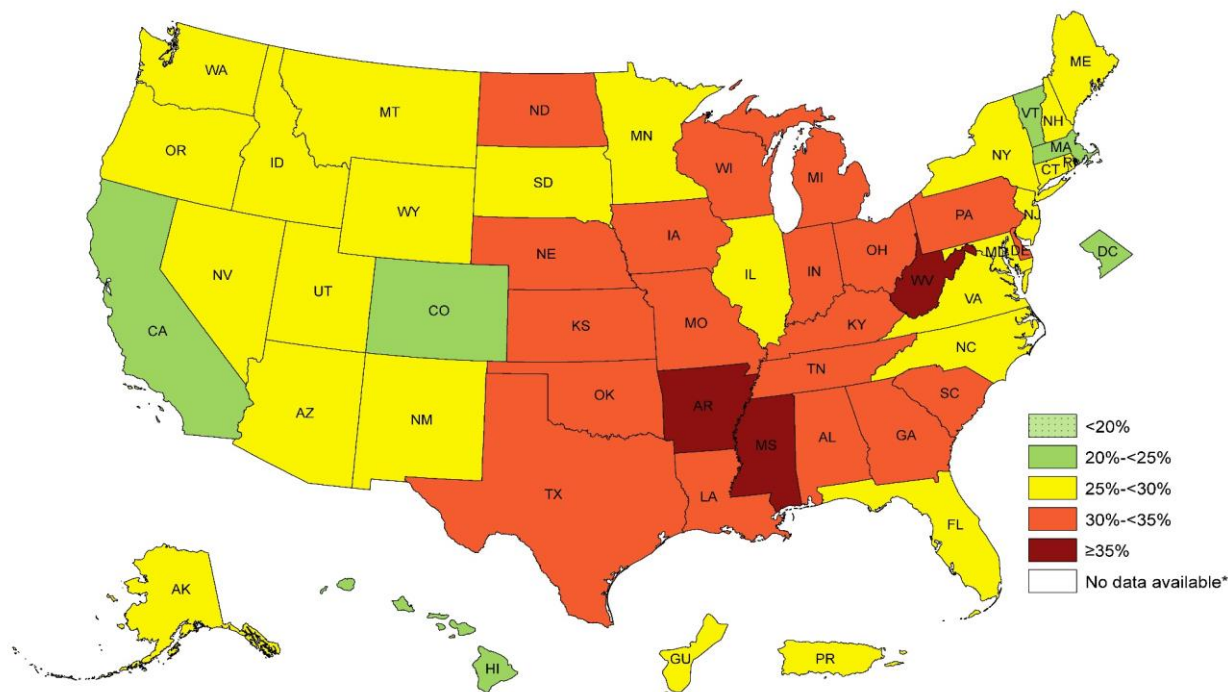 WA
MT
ND
MN
ME
VT
NH
OR
ID
SD
WI
NY
MA
CT
R
WY
MI
PA
NJ
IA
NE
OH
MD
DE
DC
NV
UT
IL
IN
WV
CO
VA
CA
KS
MO
KY
NC
TN
OK
SC
AZ
NM
AR
MS
AL
GA
TX
LA
FL
<20%
20%-<25%
25%-<30%
30%-<35%
≥35%
No data available*
AK
HI
GU
PR